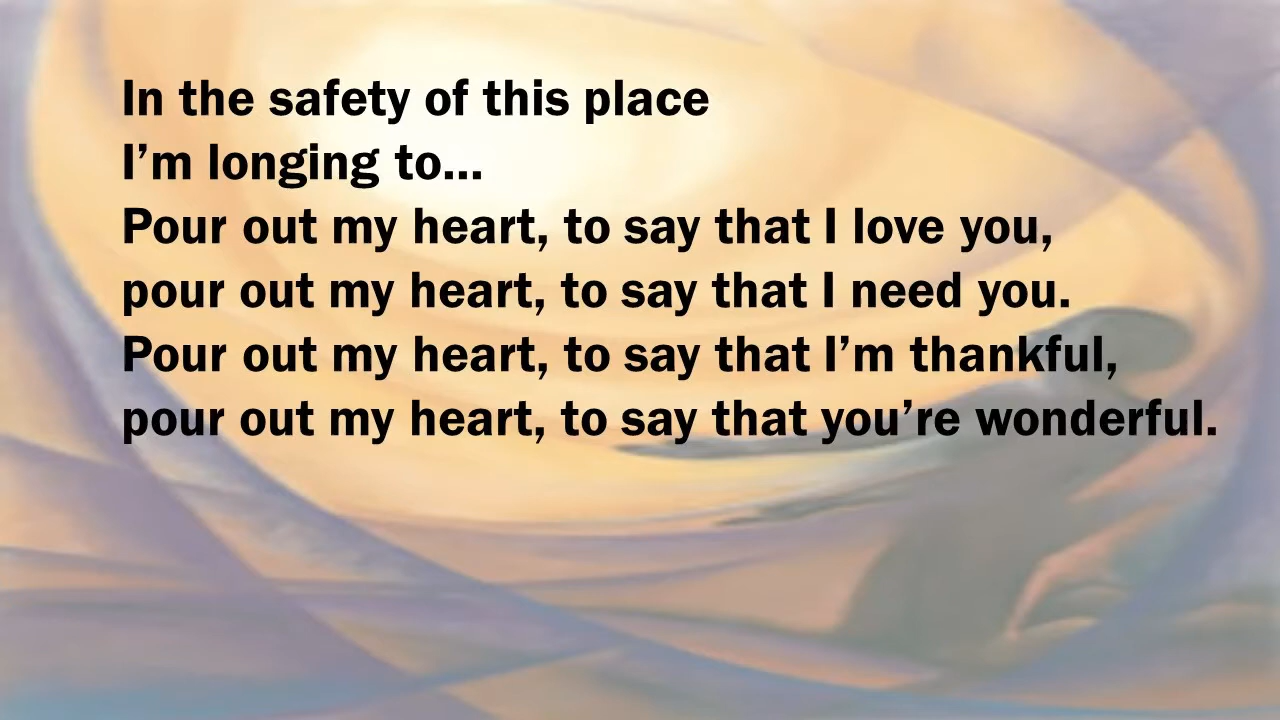 In the safety of this place
I’m longing to...
Pour out my heart, to say that I love you,
pour out my heart, to say that I need you.
Pour out my heart, to say that I’m thankful,
pour out my heart, to say that you’re wonderful.